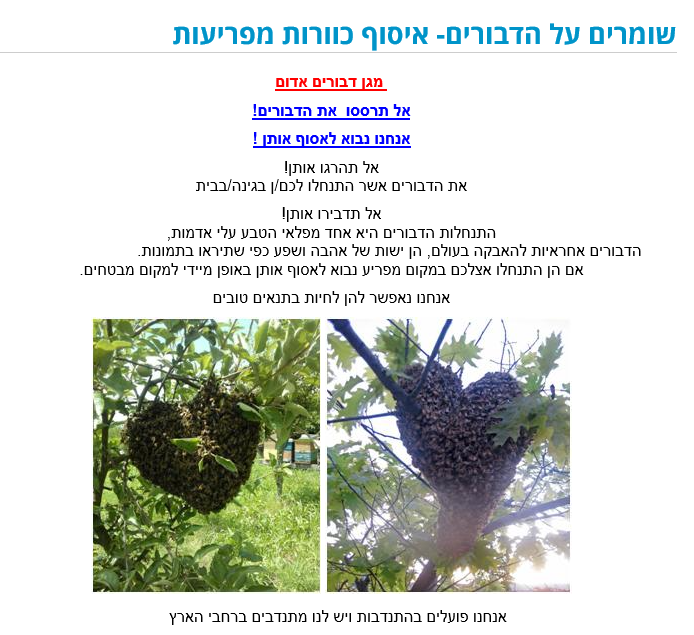 שומרים על הדבורים- איסוף כוורות מפריעות
מגן דבורים אדום
אל תרססו את הדבורים!
אנחנו נבוא לאסוף אותן !
אל תהרגו אותן!
את הדבורים אשר התנחלו לכם/ן בגינה/בבית
אל תדבירו אותן!
התנחלות הדבורים היא אחד מפלאי הטבע עלי אדמות,
הדבורים אחראיות להאבקה בעולם, הן ישות של אהבה ושפע כפי שתיראו בתמונות.
אם הן התנחלו אצלכם במקום מפריע נבוא לאסוף אותן באופן מיידי למקום מבטחים.
אנחנו נאפשר להן לחיות בתנאים טובים
אנחנו פועלים בהתנדבות ויש לנו מתנדבים ברחבי הארץ